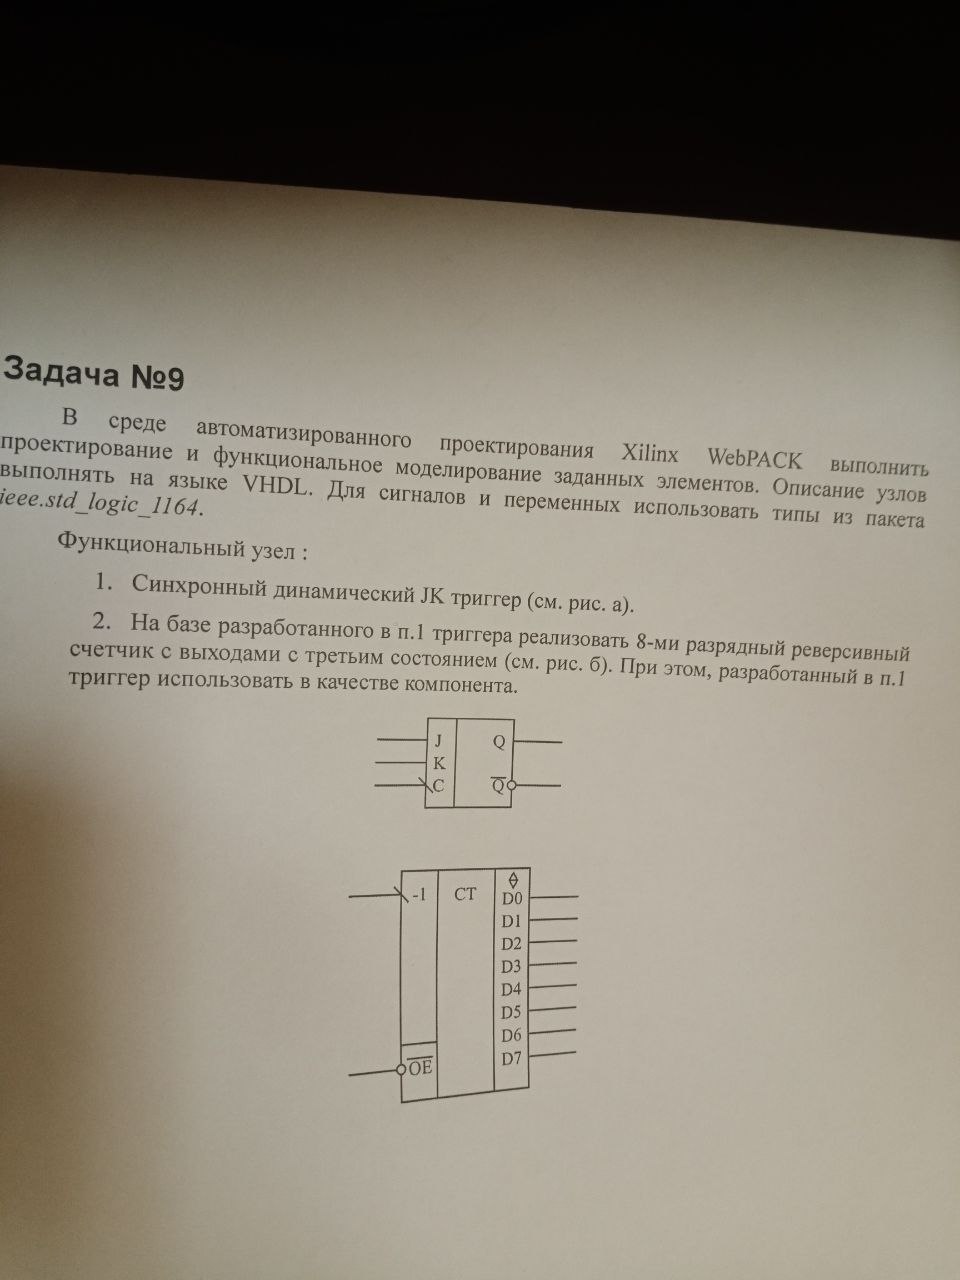 Задача №9
В среде автоматизированного проектирования Xilinx WebPACK выполнить
проектирование и функциональное моделирование заданных элементов. Описание узлов
выполнять на языке VHDL. Для сигналов и переменных использовать типы из пакета
ieee.std_logic_1164.
Функциональный узел :
1. Синхронный динамический JK триггер (см. рис. а).
2. На базе разработанного в п.1 триггера реализовать 8-ми разрядный реверсивный
счетчик с выходами с третьим состоянием (см. рис. б). При этом, разработанный в п.1
триггер использовать в качестве компонента.
J Q
K
C Q̅
-1 CT D0
D1
D2
D3
D4
D5
D6
D7
O̅E̅